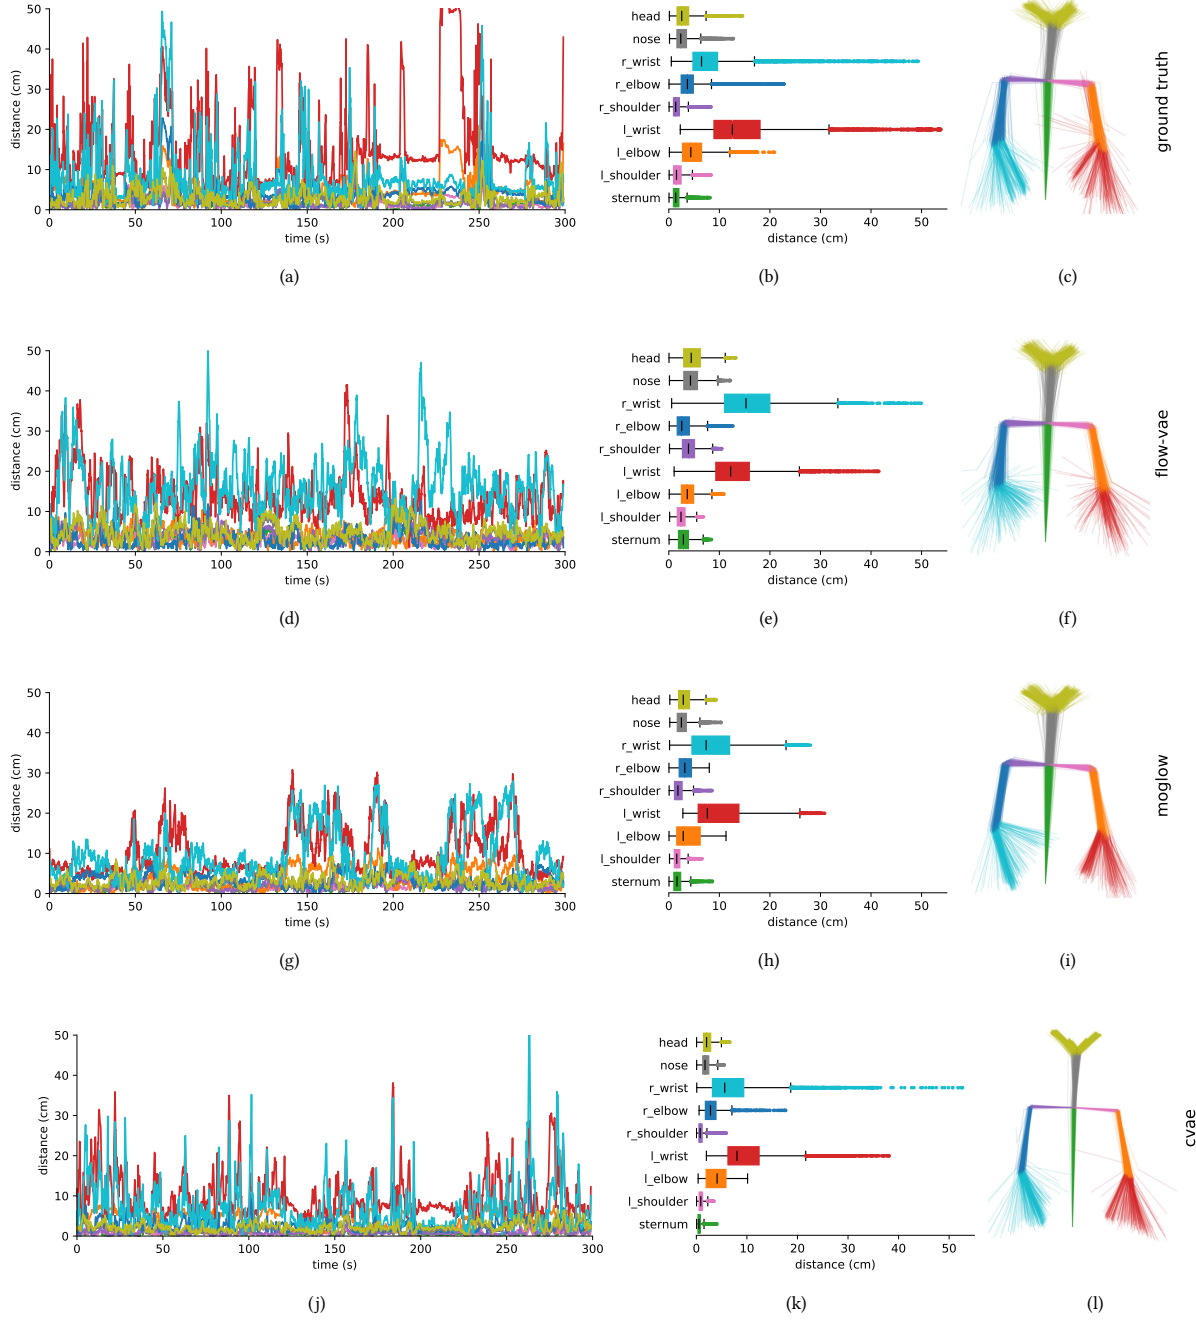 50
40
30
20
10
0
distance (cm)
0 50 100 150 200 250 300
time (s)
(a)
head
nose
r_wrist
r_elbow
r_shoulder
l_wrist
l_elbow
l_shoulder
sternum
0 10 20 30 40 50
distance (cm)
(b)
(c)
ground truth
50
40
30
20
10
0
distance (cm)
0 50 100 150 200 250 300
time (s)
(d)
head
nose
r_wrist
r_elbow
r_shoulder
l_wrist
l_elbow
l_shoulder
sternum
0 10 20 30 40 50
distance (cm)
(e)
(f)
flow-vae
50
40
30
20
10
0
distance (cm)
0 50 100 150 200 250 300
time (s)
(g)
head
nose
r_wrist
r_elbow
r_shoulder
l_wrist
l_elbow
l_shoulder
sternum
0 10 20 30 40 50
distance (cm)
(h)
(i)
moglow
50
40
30
20
10
0
distance (cm)
0 50 100 150 200 250 300
time (s)
(j)
head
nose
r_wrist
r_elbow
r_shoulder
l_wrist
l_elbow
l_shoulder
sternum
0 10 20 30 40 50
distance (cm)
(k)
(l)
cvae